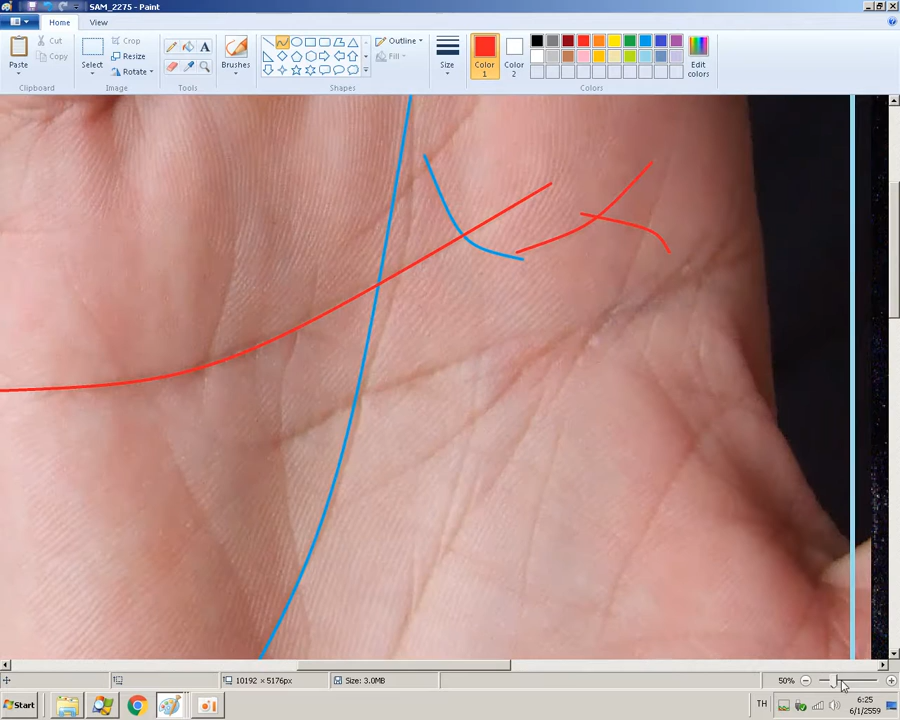 SAM_2275 - Paint
Home View
Paste
Cut
Copy
Clipboard
Select
Crop
Resize
Rotate
Image
A
Tools
Brushes
Outline
Fill
Shapes
Size
Color 1
Color 2
Edit colors
Colors
10192 × 5176px
Size: 3.0MB
50%
Start
TH
6:25
6/1/2559